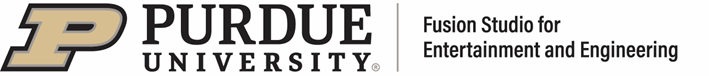 P PURDUE
UNIVERSITY®
Fusion Studio for
Entertainment and Engineering